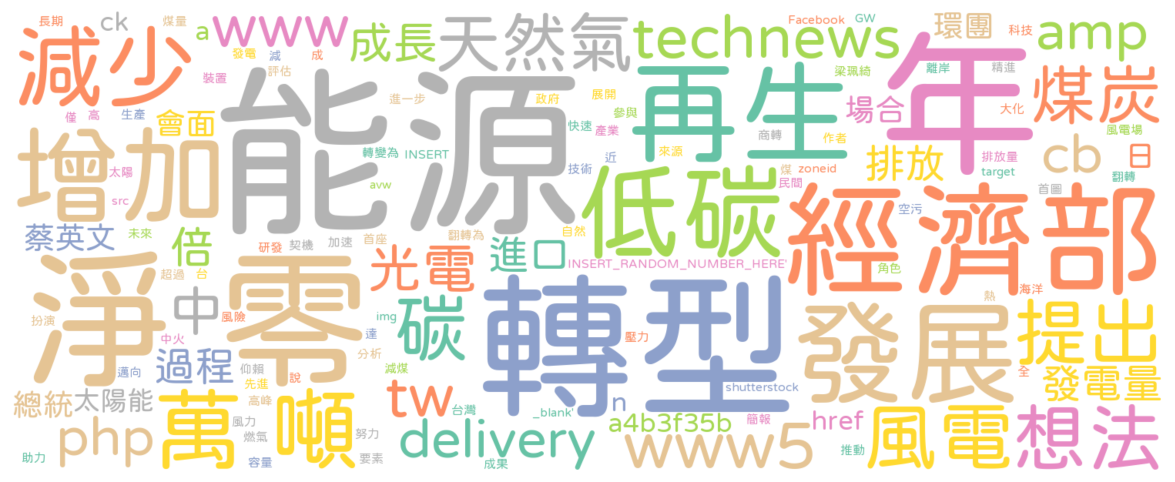 長期 ck 煤量 a www 成長 天然氣 technews Facebook GW 環團 科技 amp
減少 發電 減 成 評估 裝置 能源 再生 梁珮綺 離岸 精進 年 煤炭
僅 高 生產 會面 進一步 政府 展開 參與 場合 大化
增加 快速 產業 商轉 作者 cb 風電場
太陽 轉變為 INSERT 來源 技術 近 煤 zoneid 排放 排放量 target 日 翻轉
src avw 低碳 民間 首圖
蔡英文 未來 倍 研發 契機 加速 首座 翻轉為 自然 空污 經濟部
超過 台 光電 進口 INSERT_RANDOM_NUMBER_HERE' 角色
淨零 中 風險 img 碳 轉型 壓力 發展 熱 海洋 提出
扮演 中火 達 分析 減煤
邁向 過程 仰賴 先進 說 shutterstock 全 發電量
總統 太陽能 萬噸 高峰 tw 台灣 _blank' n a4b3f35b 簡報 href 風電 想法
php 風力 燃氣 努力 delivery www5 推動
助力 容量 要素 成果